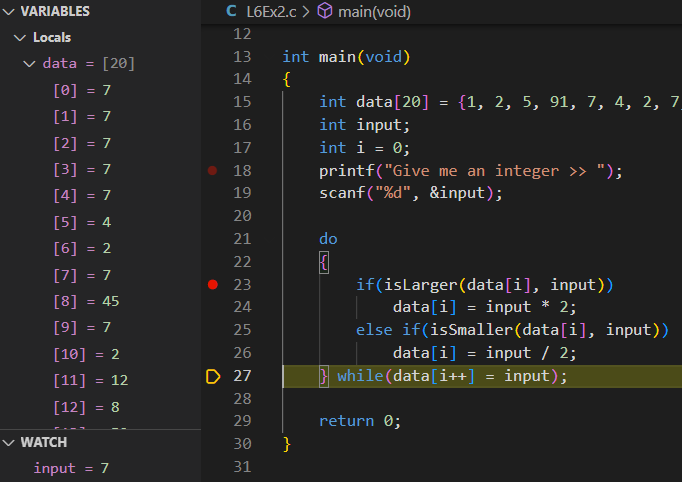 VARIABLES
Locals
data = [20]
[0] = 7
[1] = 7
[2] = 7
[3] = 7
[4] = 7
[5] = 4
[6] = 2
[7] = 7
[8] = 45
[9] = 7
[10] = 2
[11] = 12
[12] = 8
WATCH
input = 7
C L6Ex2.c > main(void)
12
13 int main(void)
14 {
15 int data[20] = {1, 2, 5, 91, 7, 4, 2, 7,
16 int input;
17 int i = 0;
18 printf("Give me an integer >> ");
19 scanf("%d", &input);
20
21 do
22 {
23 if(isLarger(data[i], input))
24 data[i] = input * 2;
25 else if(isSmaller(data[i], input))
26 data[i] = input / 2;
27 } while(data[i++] = input);
28
29 return 0;
30 }
31